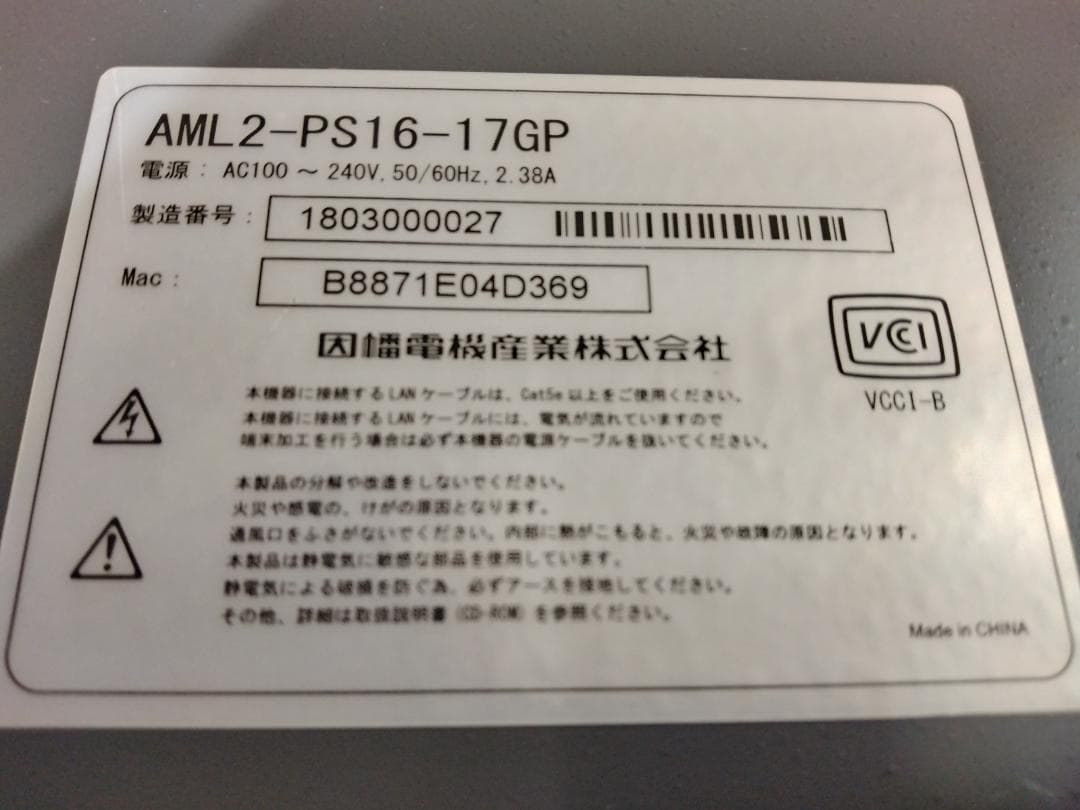 AML2-PS16-17GP
電源: AC100 ～ 240V, 50/60Hz, 2.38A
製造番号: 1803000027
Mac: B8871E04D369
因幡電機産業株式会社
VCCI
VCCI-B
本機器に接続するLANケーブルは、Cat5e以上をご使用ください。
本機器に接続するLANケーブルには、電気が流れていますので
端末加工を行う場合は必ず本機器の電源ケーブルを抜いてください。
本製品の分解や改造をしないでください。
火災や感電の、けがの原因となります。
通風口をふさがないでください。内部に熱がこもると、火災や故障の原因となります。
本製品は静電気に敏感な部品を使用しています。
静電気による破損を防ぐ為、必ずアースを接地してください。
その他、詳細は取扱説明書(CD-ROM)を参照ください。
Made in CHINA